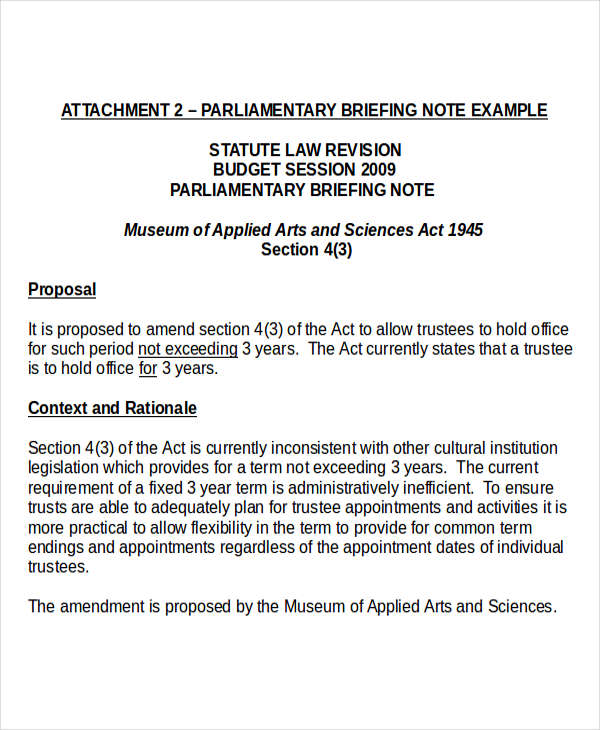 ATTACHMENT 2 – PARLIAMENTARY BRIEFING NOTE EXAMPLE
STATUTE LAW REVISION
BUDGET SESSION 2009
PARLIAMENTARY BRIEFING NOTE
Museum of Applied Arts and Sciences Act 1945
Section 4(3)
Proposal
It is proposed to amend section 4(3) of the Act to allow trustees to hold office
for such period not exceeding 3 years.  The Act currently states that a trustee
is to hold office for 3 years.
Context and Rationale
Section 4(3) of the Act is currently inconsistent with other cultural institution
legislation which provides for a term not exceeding 3 years.  The current
requirement of a fixed 3 year term is administratively inefficient.  To ensure
trusts are able to adequately plan for trustee appointments and activities it is
more practical to allow flexibility in the term to provide for common term
endings and appointments regardless of the appointment dates of individual
trustees.
The amendment is proposed by the Museum of Applied Arts and Sciences.